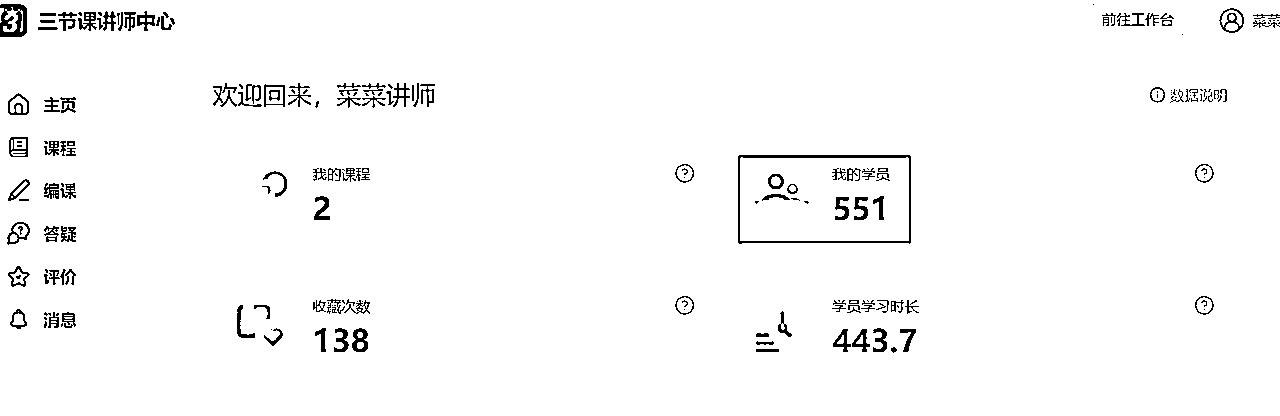 三节课讲师中心
前往工作台
菜菜
主页
课程
编课
答疑
评价
消息
欢迎回来，菜菜讲师
数据说明
我的课程
2
我的学员
551
收藏次数
138
学员学习时长
443.7